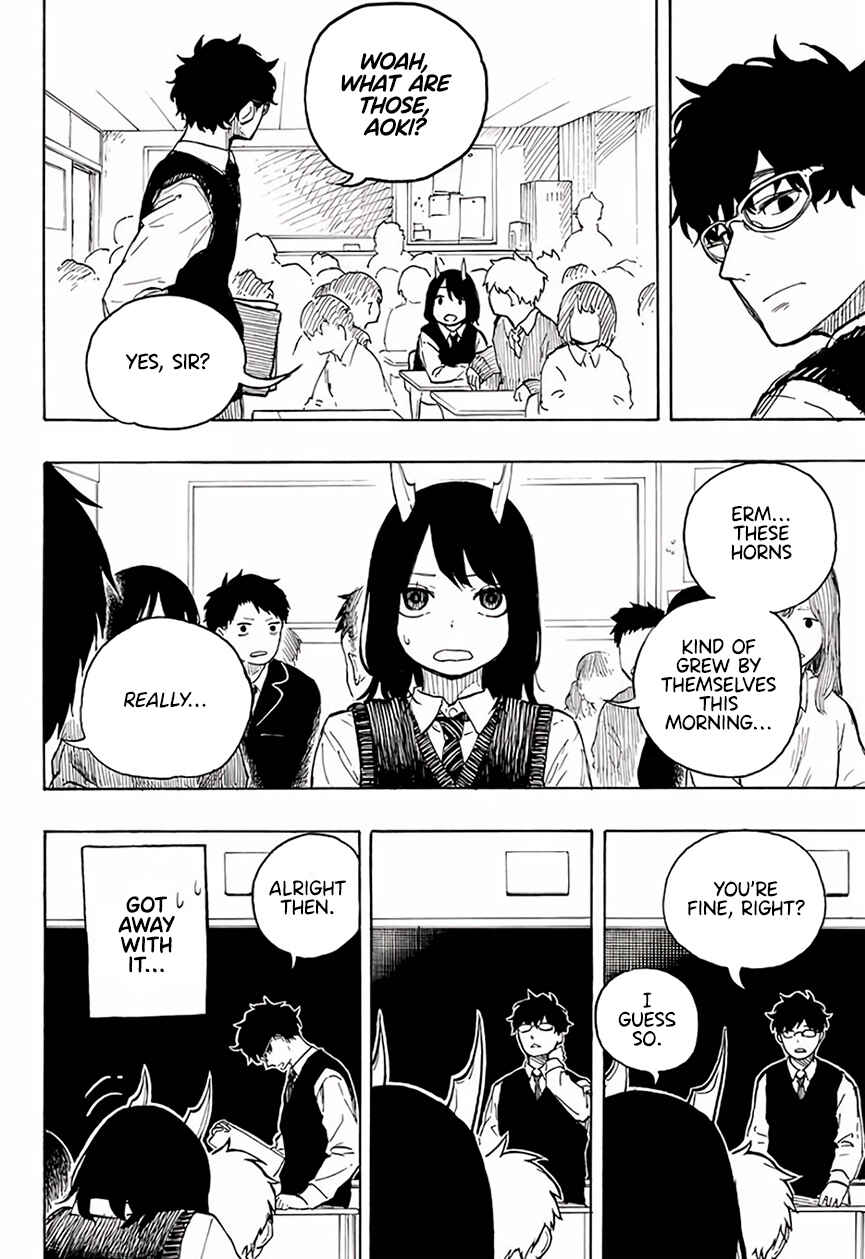 WOAH,
WHAT ARE
THOSE,
AOKI?
YES, SIR?
ERM...
THESE
HORNS
KIND OF
GREW BY
THEMSELVES
THIS
MORNING...
REALLY...
YOU'RE
FINE, RIGHT?
I
GUESS
SO.
ALRIGHT
THEN.
GOT
AWAY
WITH
IT...